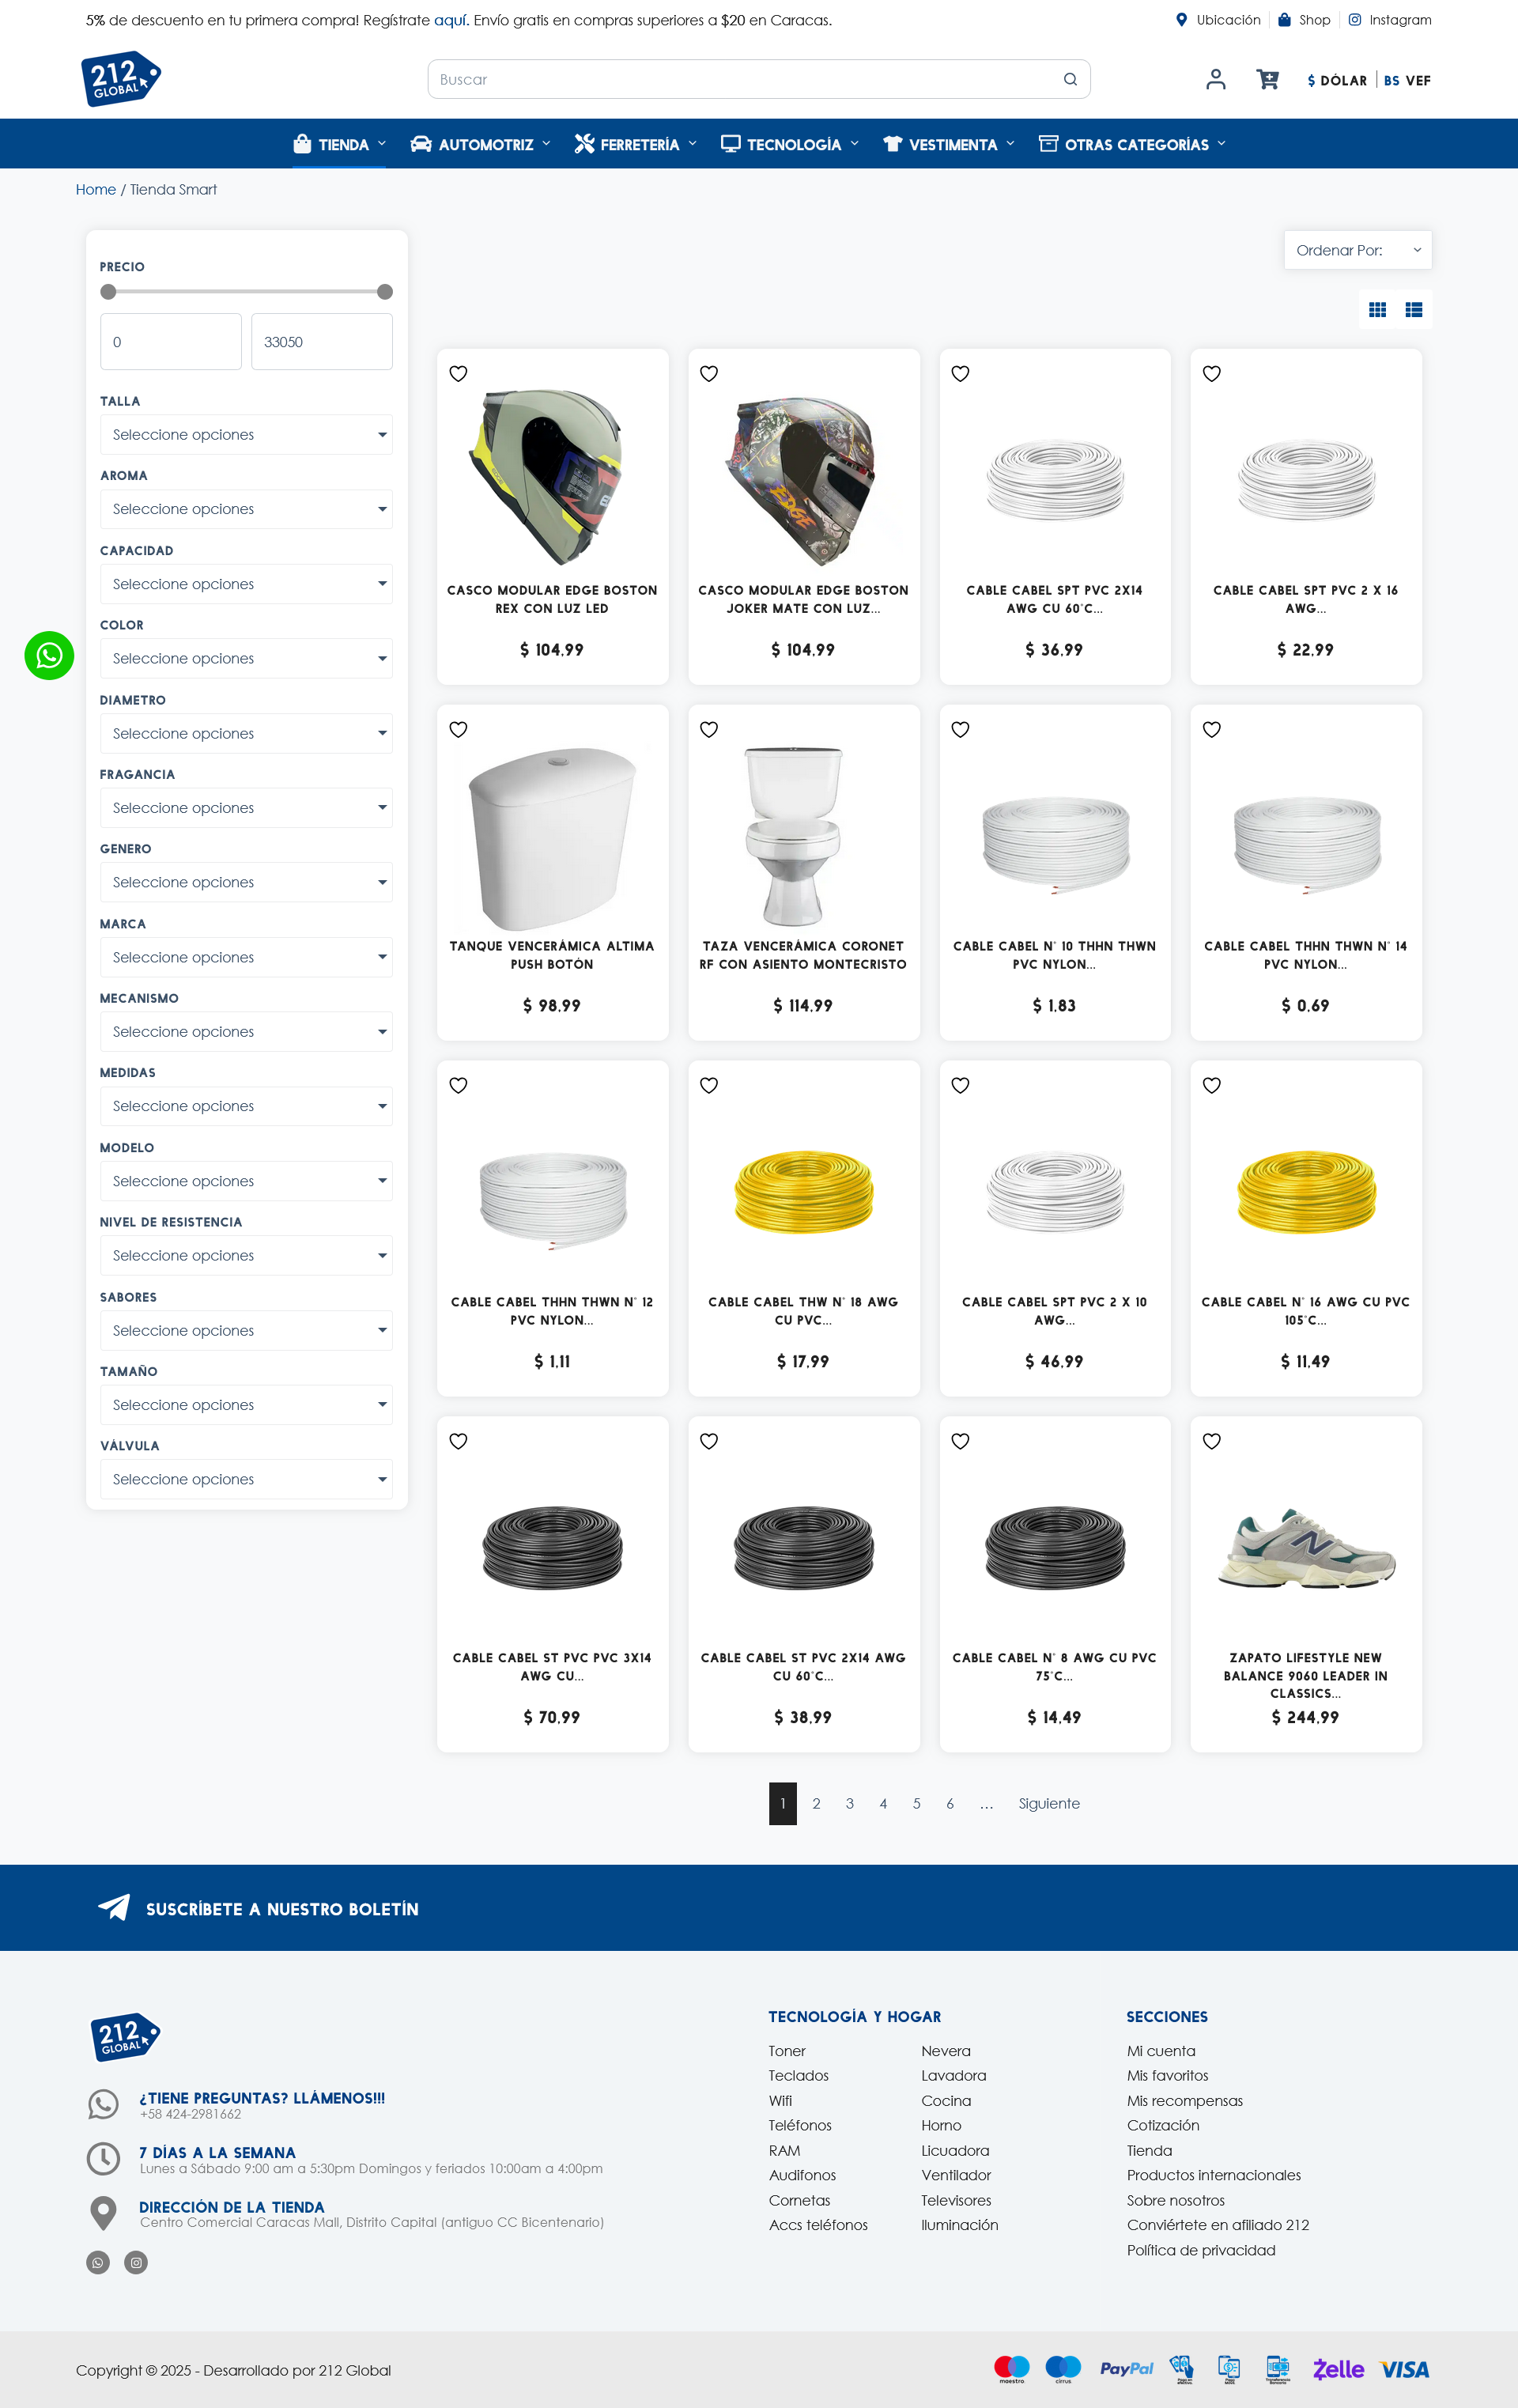 5% de descuento en tu primera compra! Regístrate aquí. Envío gratis en compras superiores a $20 en Caracas.
Ubicación
Shop
Instagram
212
GLOBAL
Buscar
$ DÓLAR
BS VEF
TIENDA
AUTOMOTRIZ
FERRETERÍA
TECNOLOGÍA
VESTIMENTA
OTRAS CATEGORÍAS
Home / Tienda Smart
PRECIO
0
33050
TALLA
Seleccione opciones
AROMA
Seleccione opciones
CAPACIDAD
Seleccione opciones
COLOR
Seleccione opciones
DIAMETRO
Seleccione opciones
FRAGANCIA
Seleccione opciones
GENERO
Seleccione opciones
MARCA
Seleccione opciones
MECANISMO
Seleccione opciones
MEDIDAS
Seleccione opciones
MODELO
Seleccione opciones
NIVEL DE RESISTENCIA
Seleccione opciones
SABORES
Seleccione opciones
TAMAÑO
Seleccione opciones
VÁLVULA
Seleccione opciones
Ordenar Por:
CASCO MODULAR EDGE BOSTON
REX CON LUZ LED
$ 104.99
EDGE
CASCO MODULAR EDGE BOSTON
JOKER MATE CON LUZ...
$ 104.99
CABLE CABEL SPT PVC 2X14
AWG CU 60°C...
$ 36.99
CABLE CABEL SPT PVC 2 X 16
AWG...
$ 22.99
TANQUE VENCERÁMICA ALTIMA
PUSH BOTÓN
$ 98.99
TAZA VENCERÁMICA CORONET
RF CON ASIENTO MONTECRISTO
$ 114.99
CABLE CABEL N° 10 THHN THWN
PVC NYLON...
$ 1.83
CABLE CABEL THHN THWN N° 14
PVC NYLON...
$ 0.69
CABLE CABEL THHN THWN N° 12
PVC NYLON...
$ 1.11
CABLE CABEL THW N° 18 AWG
CU PVC...
$ 17.99
CABLE CABEL SPT PVC 2 X 10
AWG...
$ 46.99
CABLE CABEL N° 16 AWG CU PVC
105°C...
$ 11.49
CABLE CABEL ST PVC PVC 3X14
AWG CU...
$ 70.99
CABLE CABEL ST PVC 2X14 AWG
CU 60°C...
$ 38.99
CABLE CABEL N° 8 AWG CU PVC
75°C...
$ 14.49
N
ZAPATO LIFESTYLE NEW
BALANCE 9060 LEADER IN
CLASSICS...
$ 244.99
1 2 3 4 5 6 ... Siguiente
SUSCRÍBETE A NUESTRO BOLETÍN
212
GLOBAL
¿TIENE PREGUNTAS? LLÁMENOS!!!
+58 424-2981662
7 DÍAS A LA SEMANA
Lunes a Sábado 9:00 am a 5:30pm Domingos y feriados 10:00am a 4:00pm
DIRECCIÓN DE LA TIENDA
Centro Comercial Caracas Mall, Distrito Capital (antiguo CC Bicentenario)
TECNOLOGÍA Y HOGAR
Toner
Teclados
Wifi
Teléfonos
RAM
Audifonos
Cornetas
Accs teléfonos
Nevera
Lavadora
Cocina
Horno
Licuadora
Ventilador
Televisores
Iluminación
SECCIONES
Mi cuenta
Mis favoritos
Mis recompensas
Cotización
Tienda
Productos internacionales
Sobre nosotros
Conviértete en afiliado 212
Política de privacidad
Copyright © 2025 - Desarrollado por 212 Global
maestro
cirrus
PayPal
Zelle
VISA